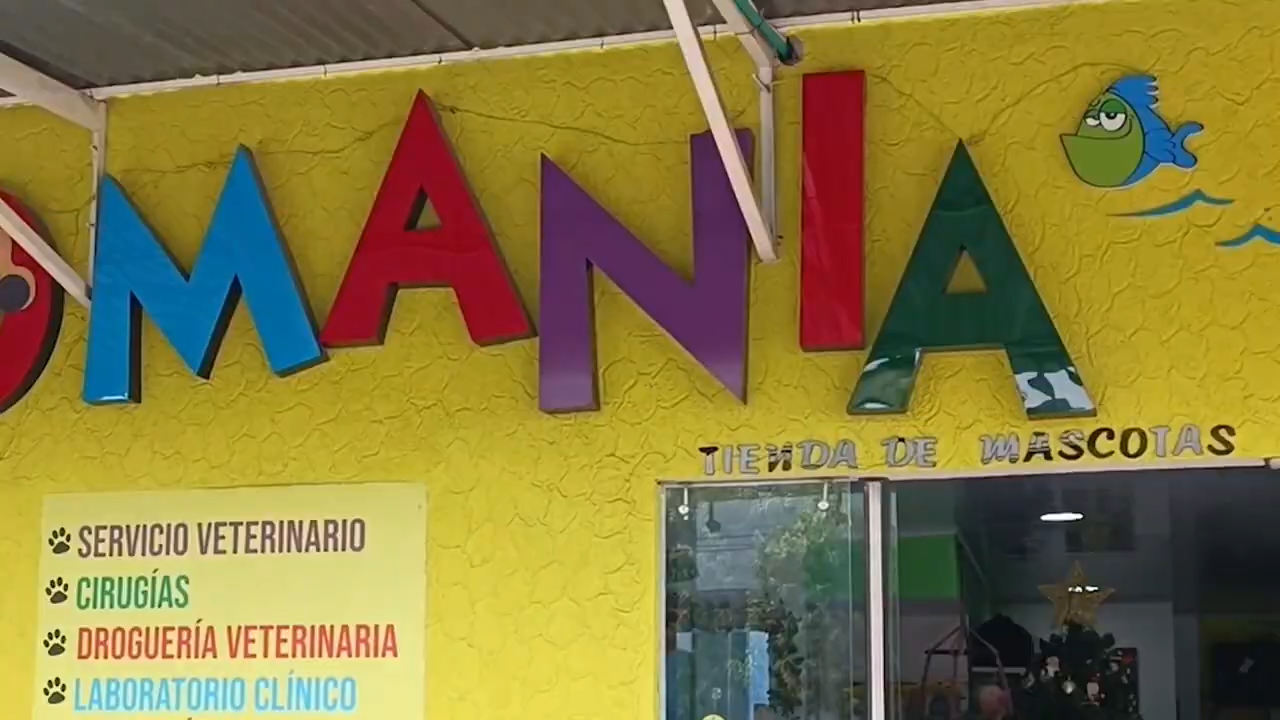 MANIA
TIENDA DE MASCOTAS
SERVICIO VETERINARIO
CIRUGÍAS
DROGUERÍA VETERINARIA
LABORATORIO CLÍNICO